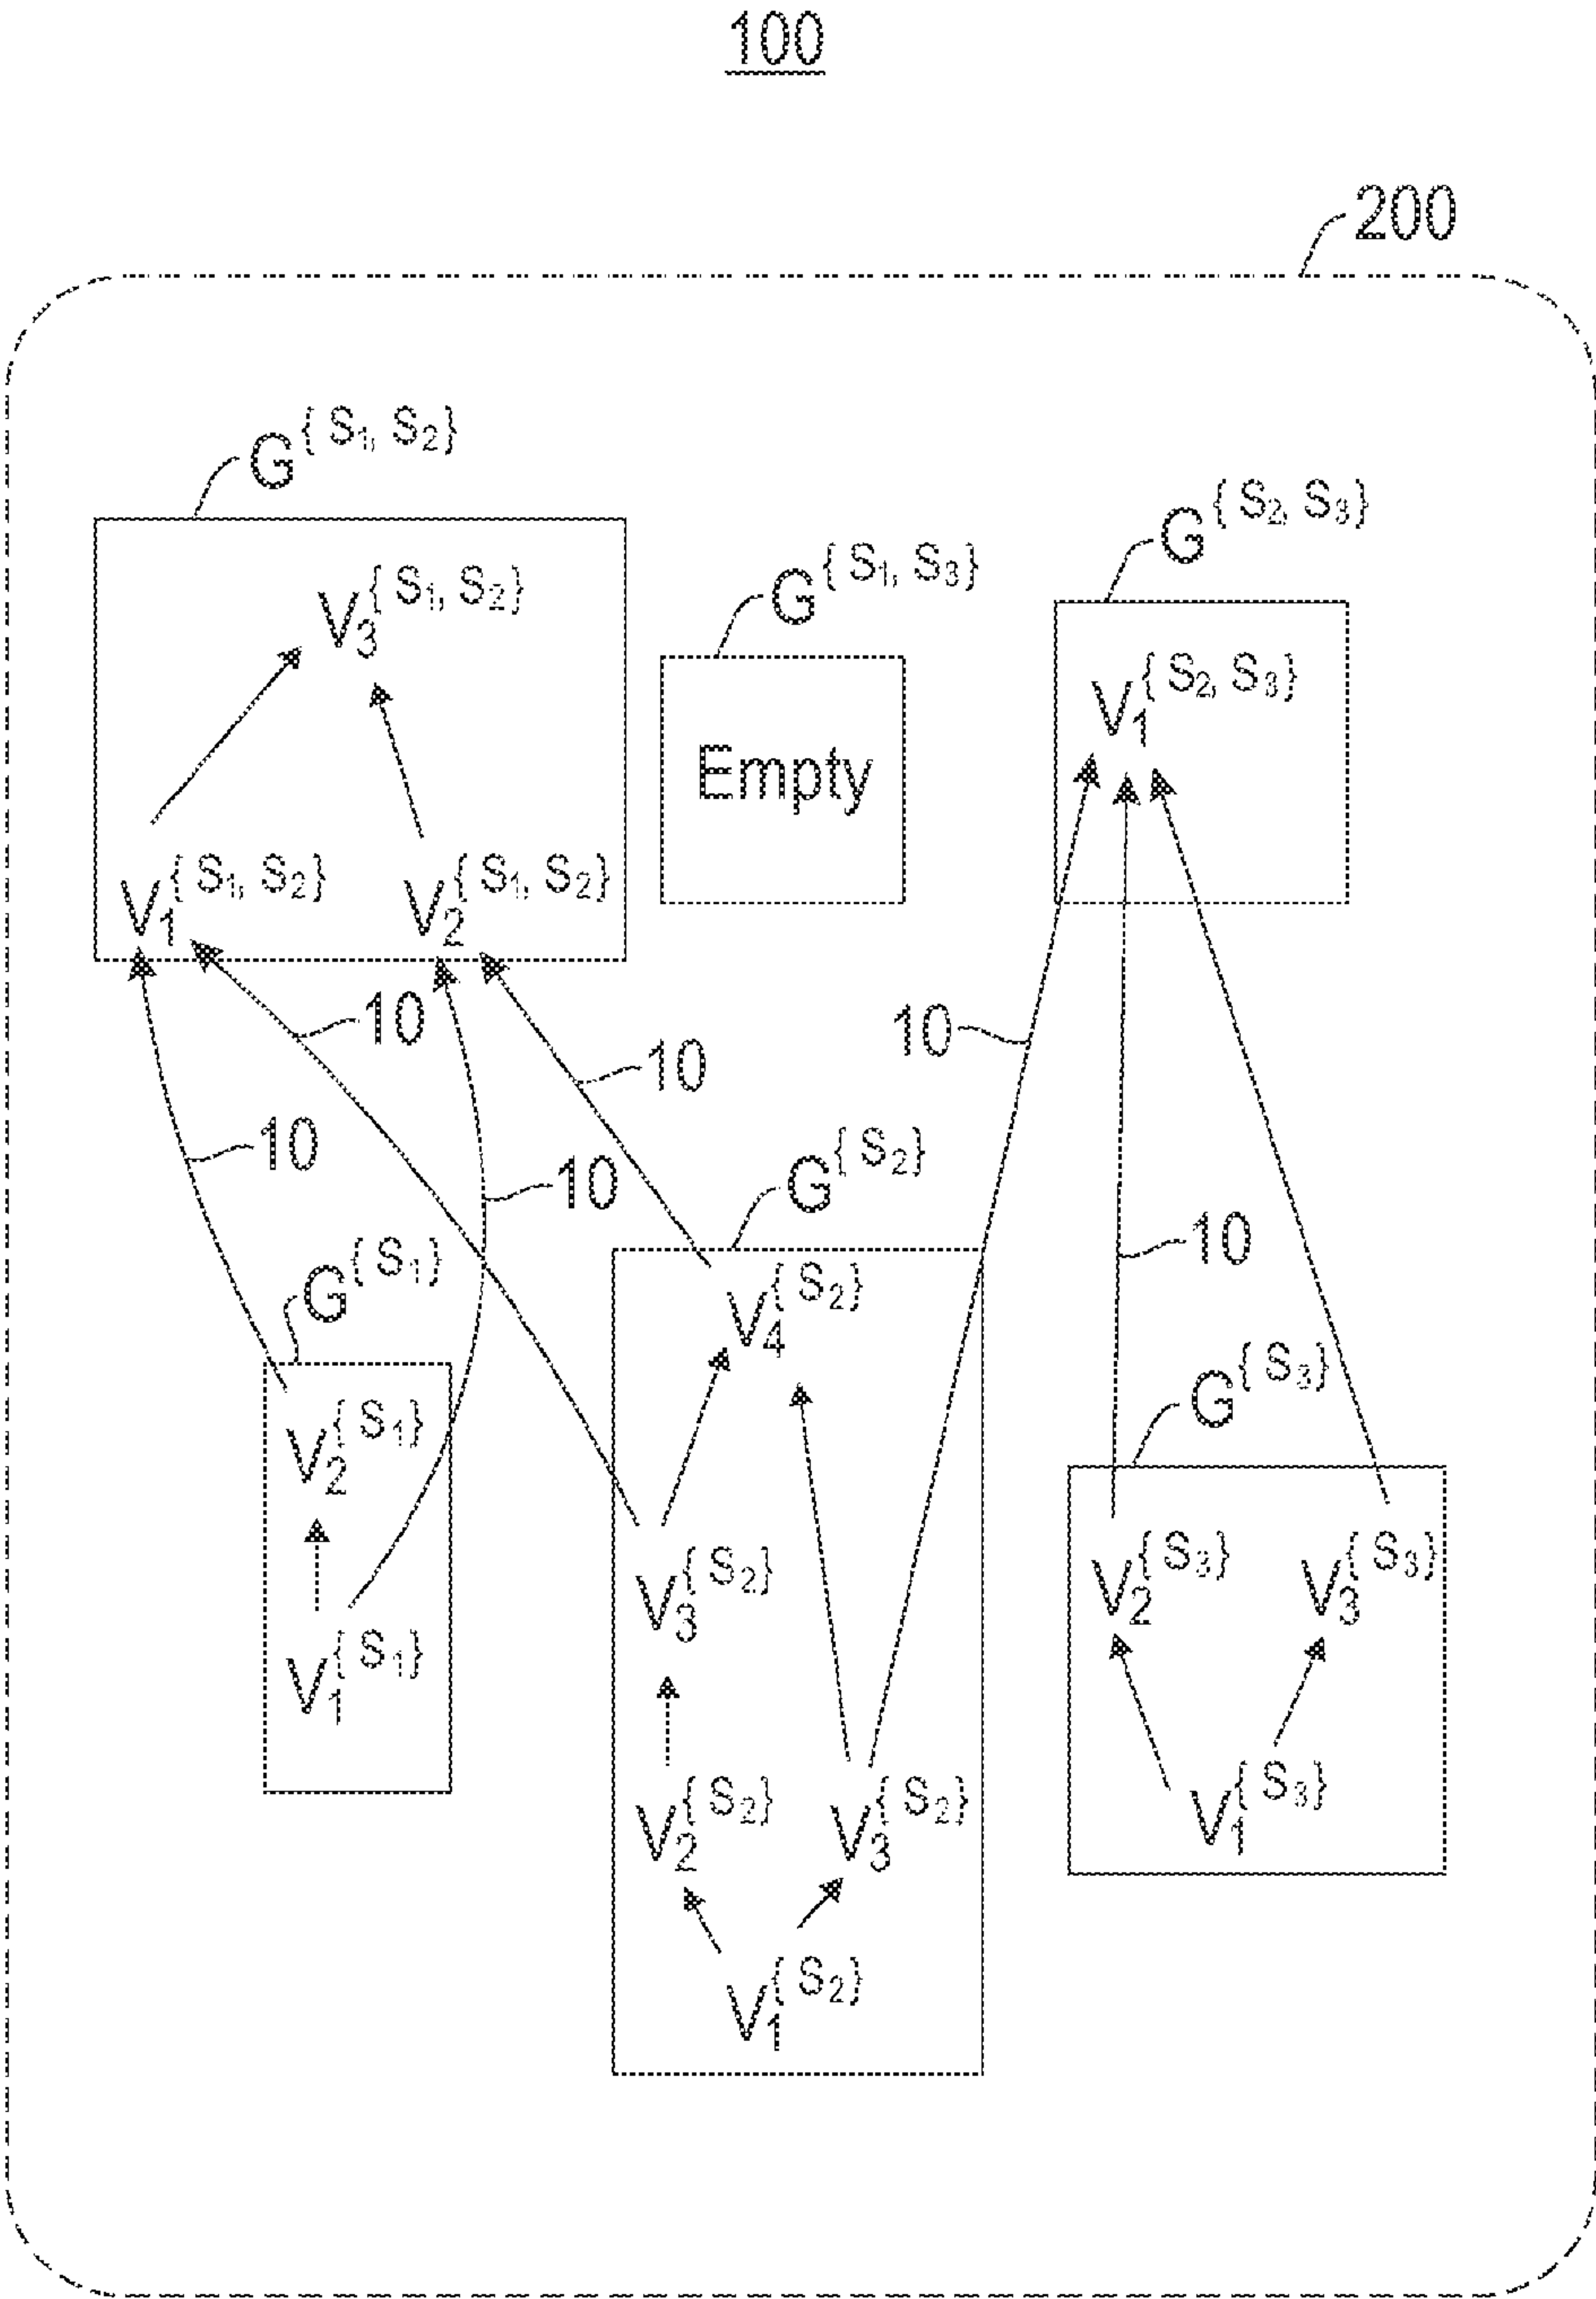 100
200
G^{S₁, S₂}
G^{S₂, S₃}
G^{S₁, S₃}
V₃^{S₁, S₂}
V₁^{S₂, S₃}
Empty
V₁^{S₁, S₂} V₂^{S₁, S₂}
10 10
10
10
10
G^{S₂}
10
G^{S₁}
V₄^{S₂}
G^{S₃}
V₂^{S₁}
V₃^{S₂}
V₂^{S₃} V₃^{S₃}
V₁^{S₁}
V₂^{S₂} V₃^{S₂}
V₁^{S₃}
V₁^{S₂}